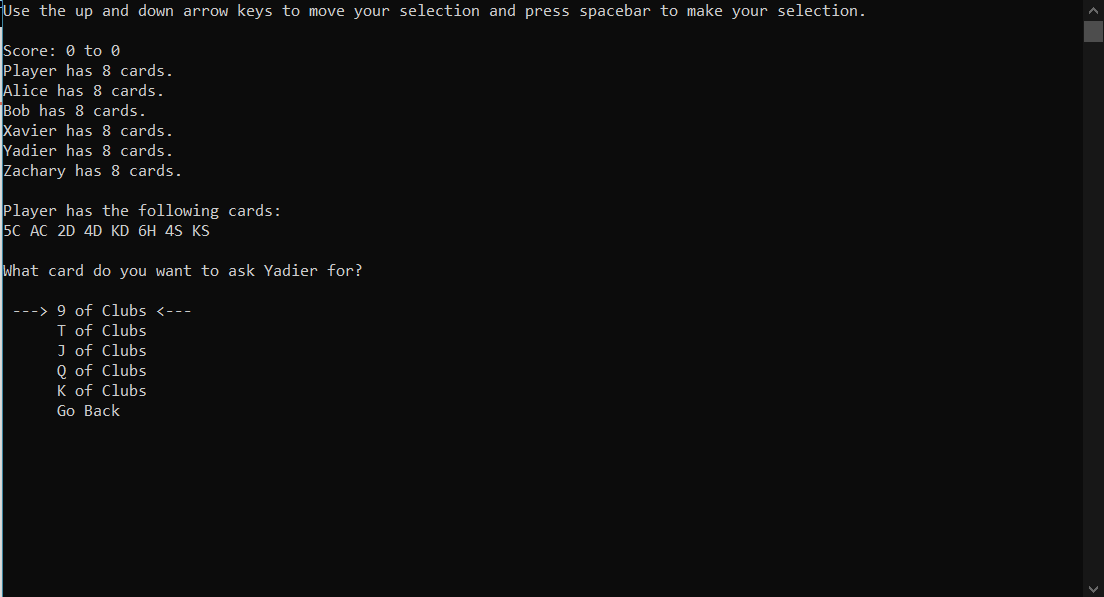 Use the up and down arrow keys to move your selection and press spacebar to make your selection.
Score: 0 to 0
Player has 8 cards.
Alice has 8 cards.
Bob has 8 cards.
Xavier has 8 cards.
Yadier has 8 cards.
Zachary has 8 cards.
Player has the following cards:
5C AC 2D 4D KD 6H 4S KS
What card do you want to ask Yadier for?
---> 9 of Clubs <---
T of Clubs
J of Clubs
Q of Clubs
K of Clubs
Go Back